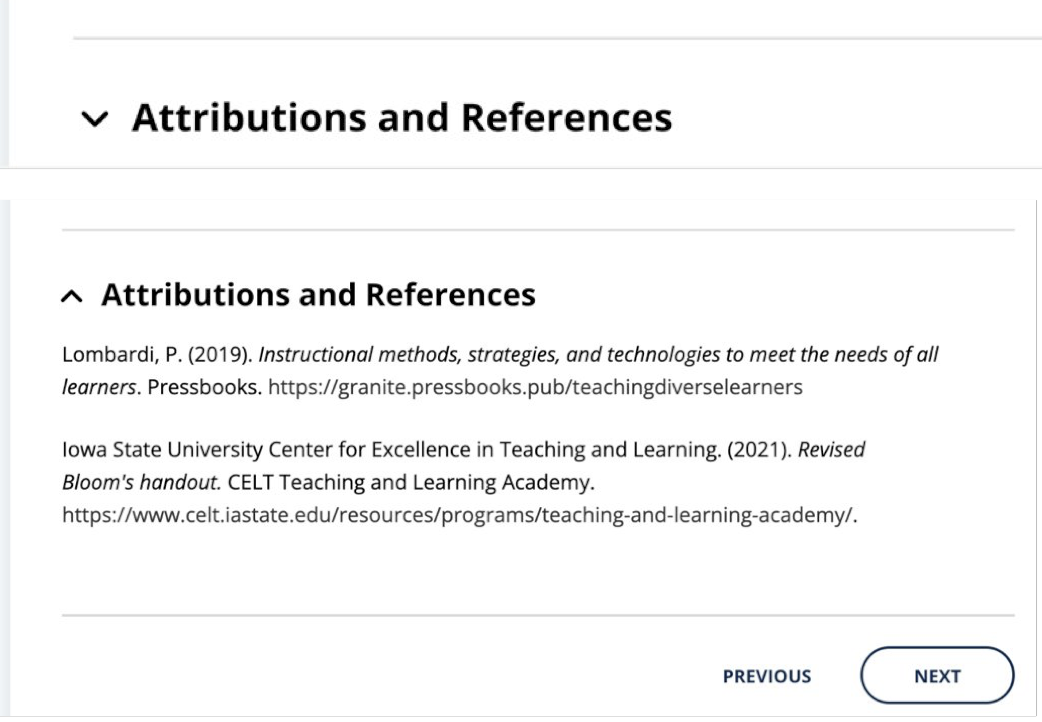 Attributions and References
Attributions and References
Lombardi, P. (2019). Instructional methods, strategies, and technologies to meet the needs of all
learners. Pressbooks. https://granite.pressbooks.pub/teachingdiverselearners
Iowa State University Center for Excellence in Teaching and Learning. (2021). Revised
Bloom's handout. CELT Teaching and Learning Academy.
https://www.celt.iastate.edu/resources/programs/teaching-and-learning-academy/.
PREVIOUS NEXT